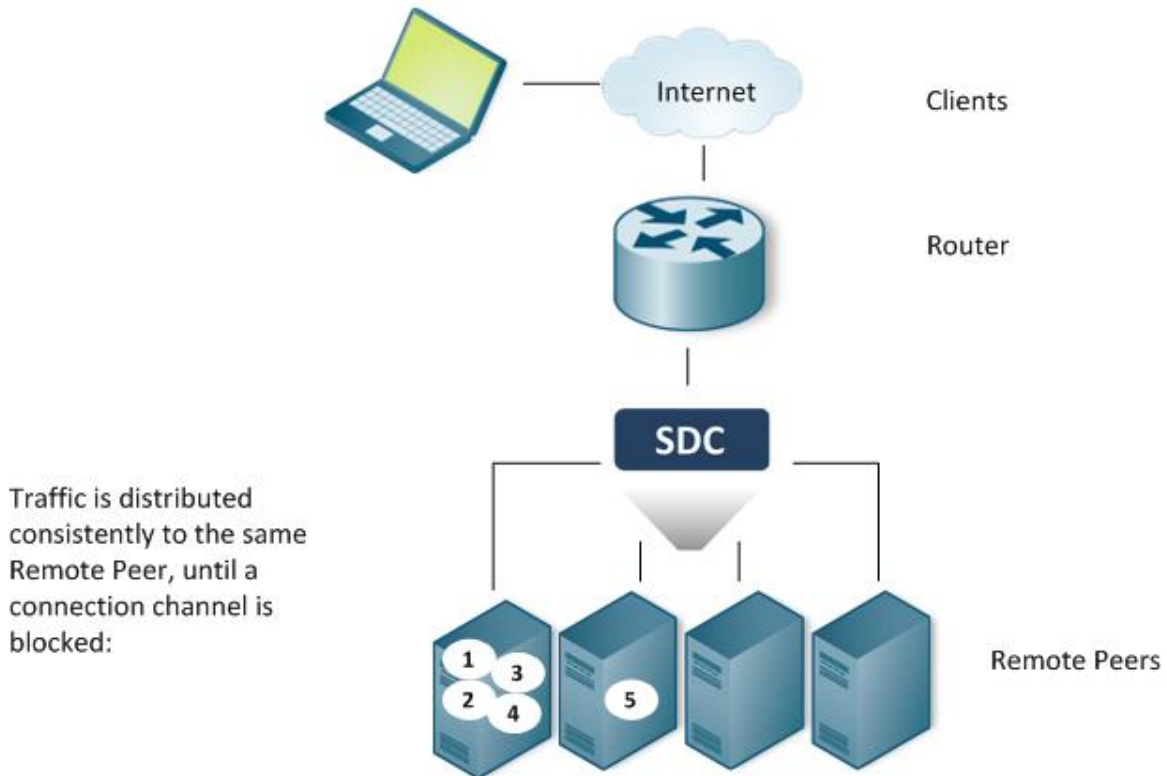 Internet
Clients
Router
SDC
Traffic is distributed
consistently to the same
Remote Peer, until a
connection channel is
blocked:
1
3
2
4
5
Remote Peers